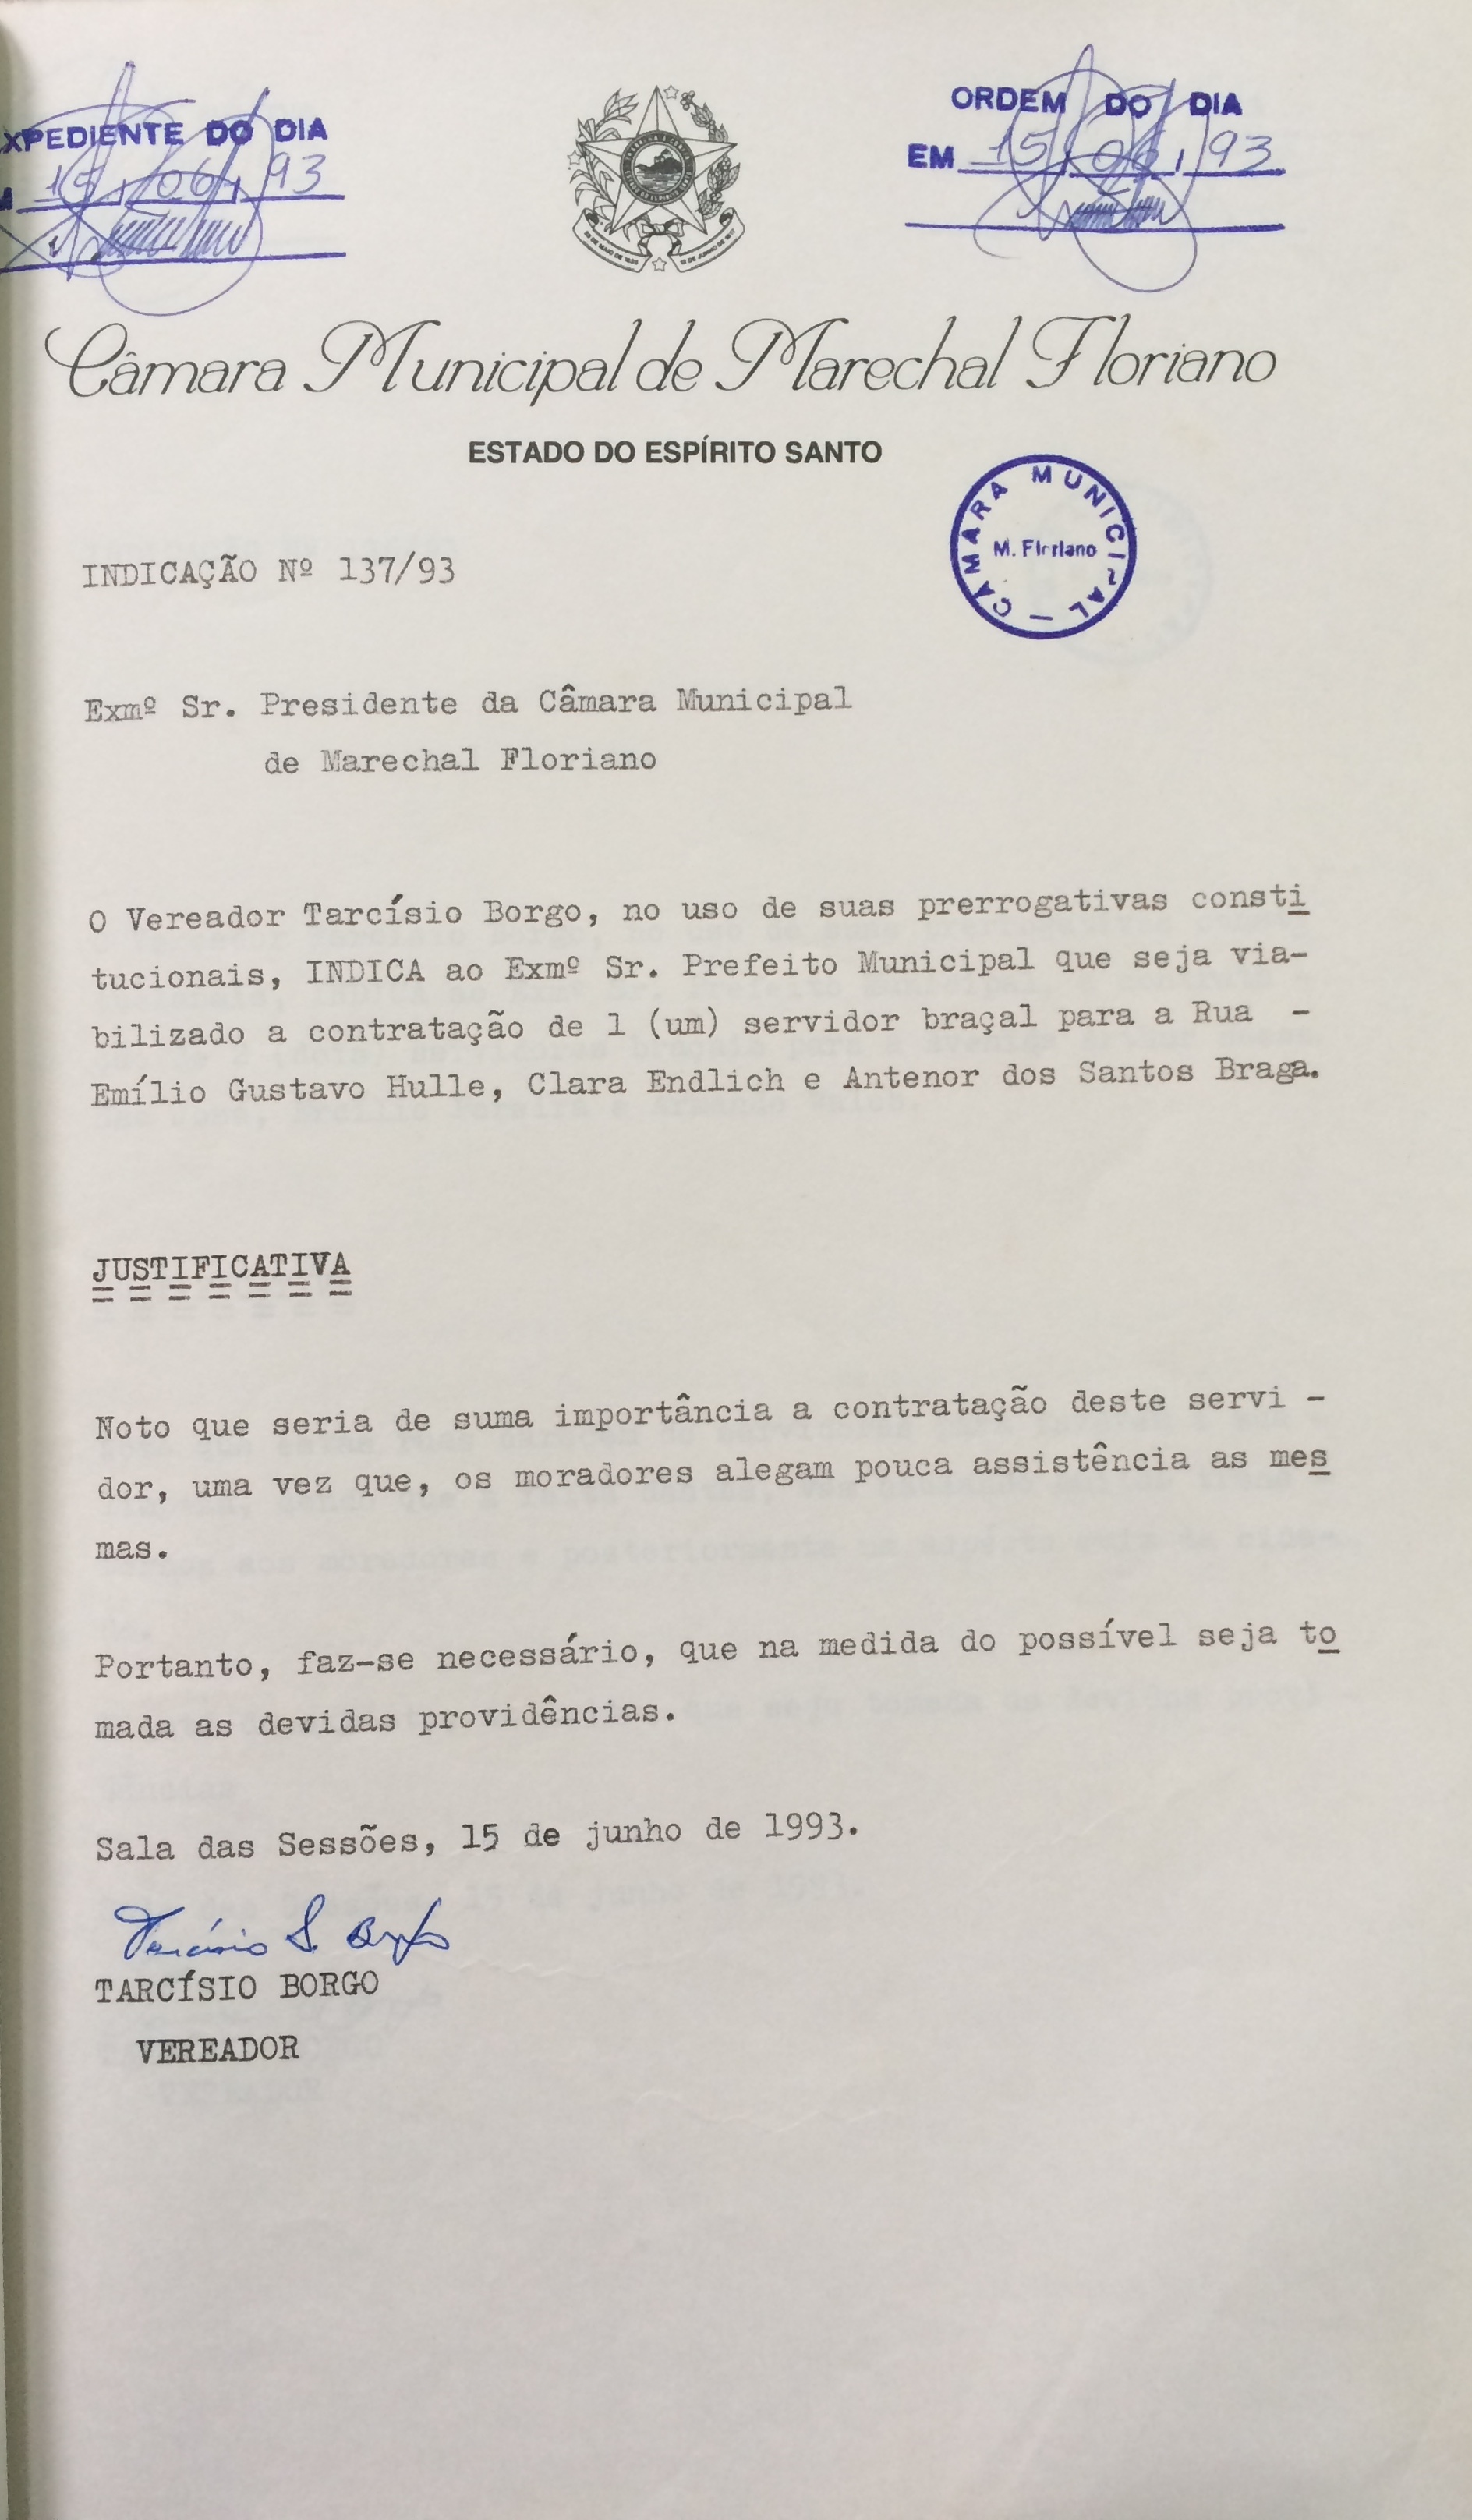 XPEDIENTE DO DIA
15 / 06 / 93
ORDEM DO DIA
EM 15 / 06 / 93
Câmara Municipal de Marechal Floriano
ESTADO DO ESPÍRITO SANTO
CÂMARA MUNICIPAL —
M. Floriano
INDICAÇÃO Nº 137/93
Exmº Sr. Presidente da Câmara Municipal
de Marechal Floriano
O Vereador Tarcísio Borgo, no uso de suas prerrogativas consti
tucionais, INDICA ao Exmº Sr. Prefeito Municipal que seja via-
bilizado a contratação de 1 (um) servidor braçal para a Rua -
Emílio Gustavo Hulle, Clara Endlich e Antenor dos Santos Braga.
JUSTIFICATIVA
Noto que seria de suma importância a contratação deste servi -
dor, uma vez que, os moradores alegam pouca assistência as mes
mas.
Portanto, faz-se necessário, que na medida do possível seja to
mada as devidas providências.
Sala das Sessões, 15 de junho de 1993.
Tarcísio S. Borgo
TARCÍSIO BORGO
VEREADOR